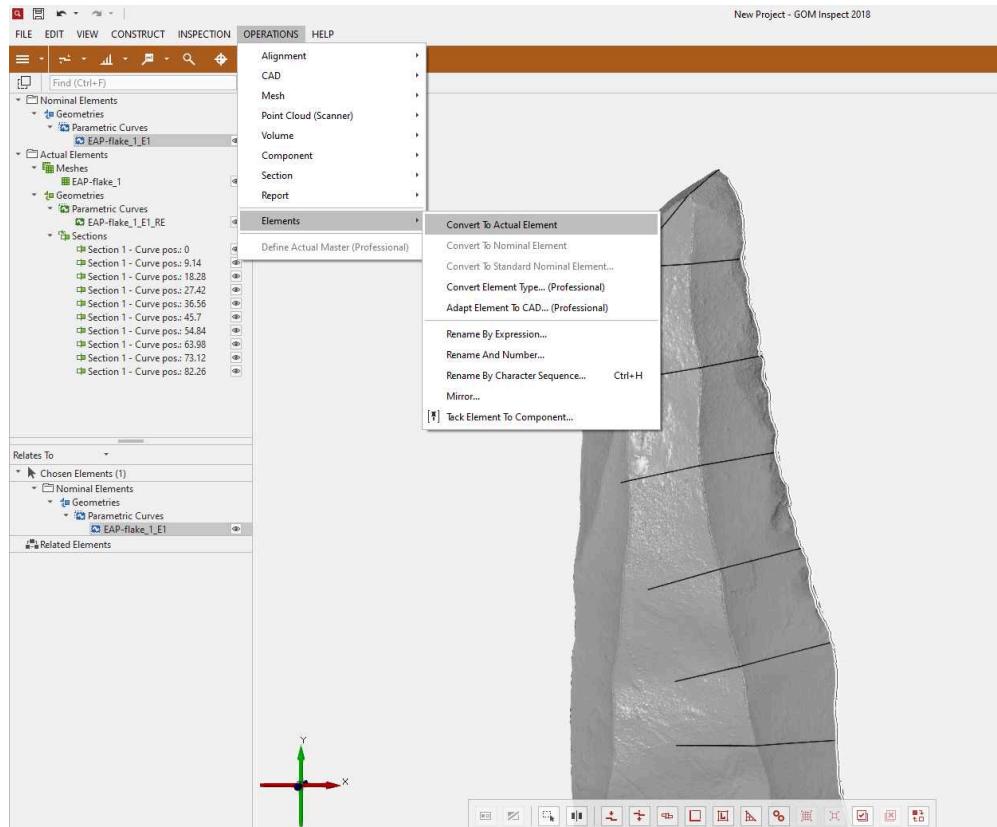 New Project - GOM Inspect 2018
FILE EDIT VIEW CONSTRUCT INSPECTION OPERATIONS HELP
Find (Ctrl+F)
Nominal Elements
Geometries
Parametric Curves
EAP-flake_1_E1
Actual Elements
Meshes
EAP-flake_1
Geometries
Parametric Curves
EAP-flake_1_E1_RE
Sections
Section 1 - Curve pos.: 0
Section 1 - Curve pos.: 9.14
Section 1 - Curve pos.: 18.28
Section 1 - Curve pos.: 27.42
Section 1 - Curve pos.: 36.56
Section 1 - Curve pos.: 45.7
Section 1 - Curve pos.: 54.84
Section 1 - Curve pos.: 63.98
Section 1 - Curve pos.: 73.12
Section 1 - Curve pos.: 82.26
Relates To
Chosen Elements (1)
Nominal Elements
Geometries
Parametric Curves
EAP-flake_1_E1
Related Elements
Alignment
CAD
Mesh
Point Cloud (Scanner)
Volume
Component
Section
Report
Elements
Define Actual Master (Professional)
Convert To Actual Element
Convert To Nominal Element
Convert To Standard Nominal Element...
Convert Element Type... (Professional)
Adapt Element To CAD... (Professional)
Rename By Expression...
Rename And Number...
Rename By Character Sequence... Ctrl+H
Mirror...
Tack Element To Component...
Y
X